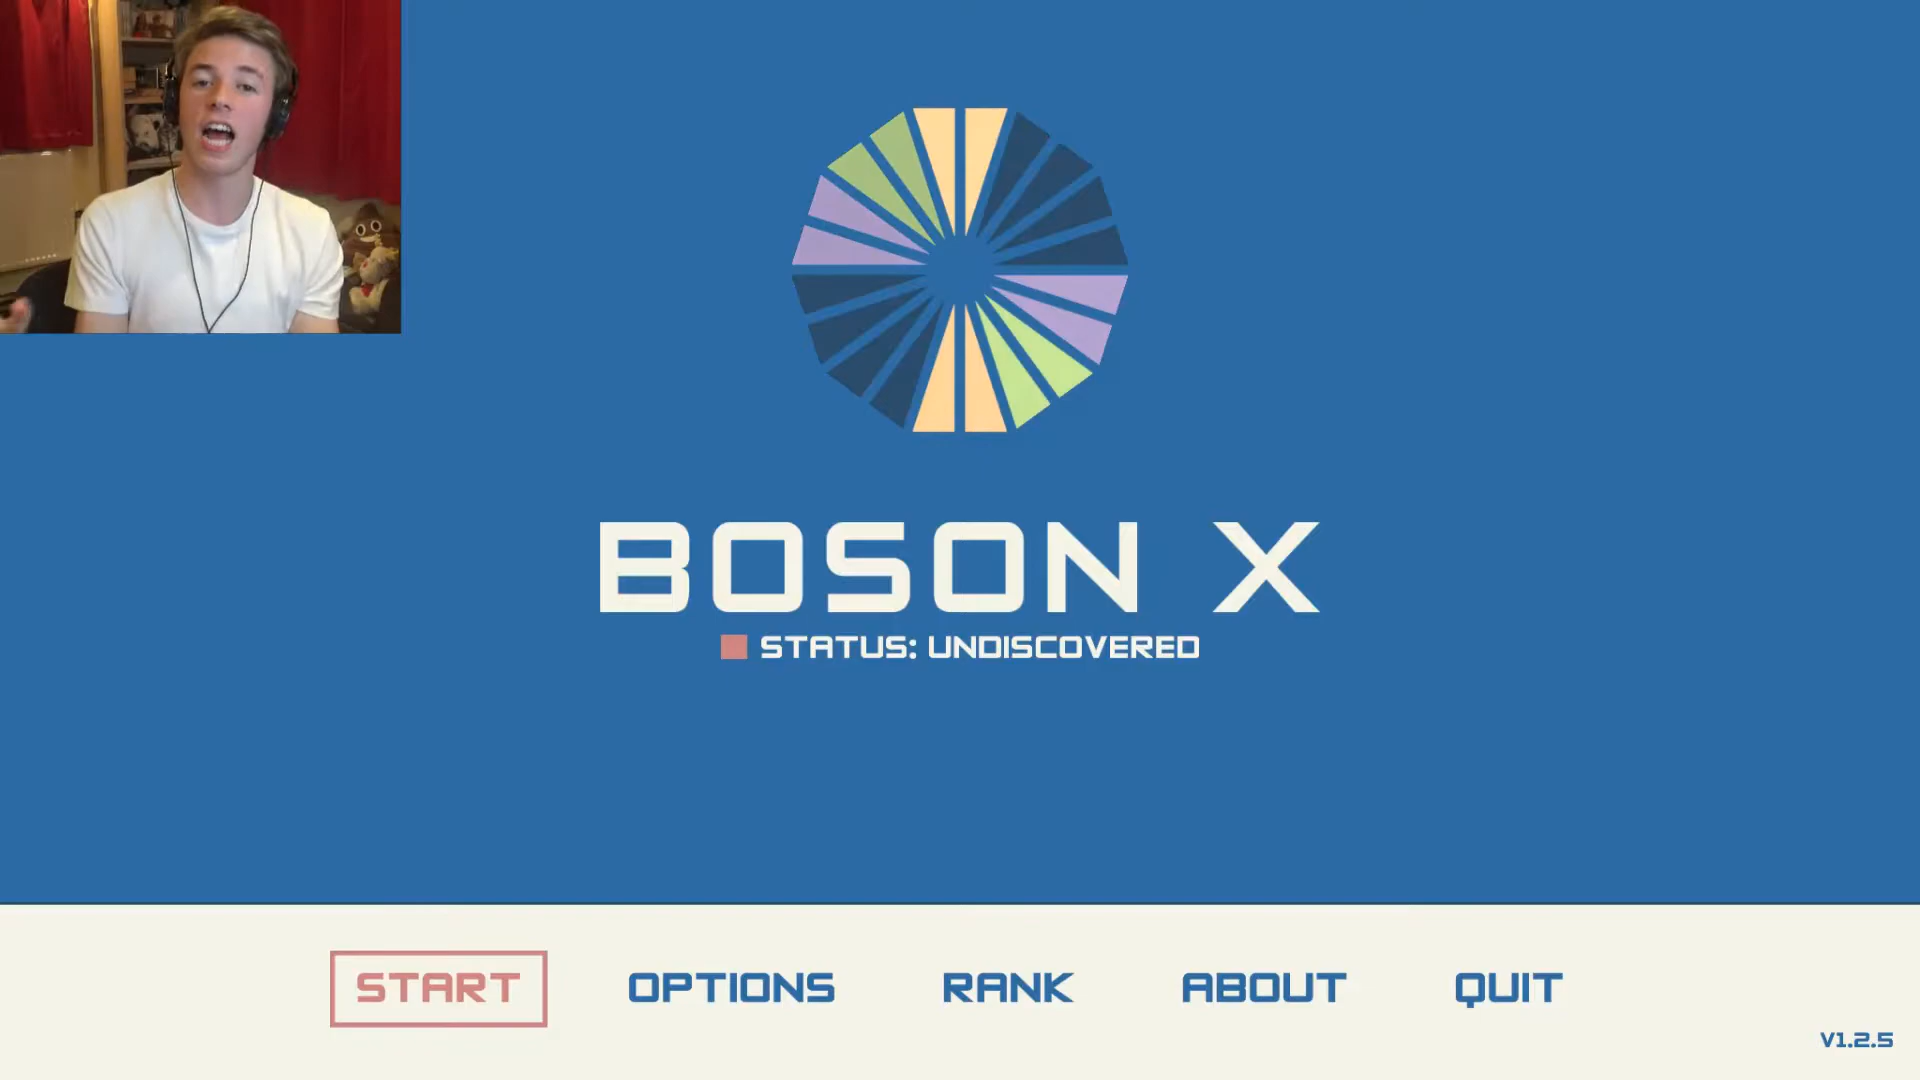 BOSON X
STATUS: UNDISCOVERED
START
OPTIONS
RANK
ABOUT
QUIT
V1.2.5